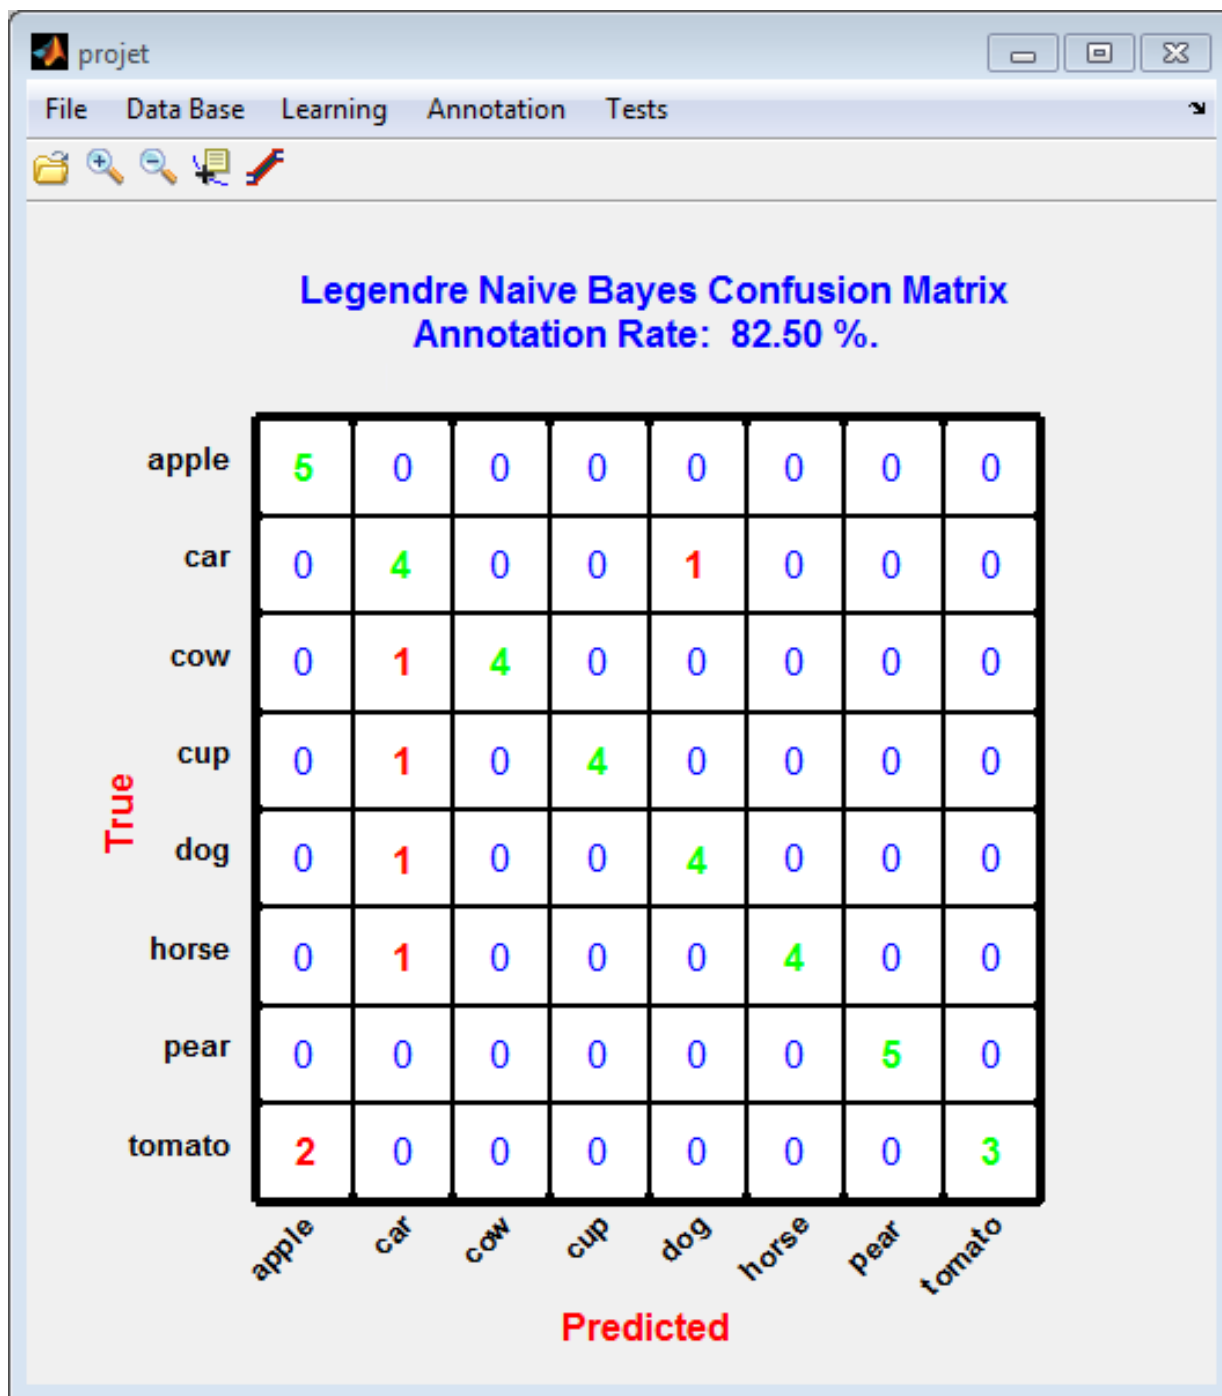 projet
File Data Base Learning Annotation Tests
Legendre Naive Bayes Confusion Matrix
Annotation Rate: 82.50 %.
apple 5 0 0 0 0 0 0 0
car 0 4 0 0 1 0 0 0
cow 0 1 4 0 0 0 0 0
cup 0 1 0 4 0 0 0 0
True
dog 0 1 0 0 4 0 0 0
horse 0 1 0 0 0 4 0 0
pear 0 0 0 0 0 0 5 0
tomato 2 0 0 0 0 0 0 3
apple car cow cup dog horse pear tomato
Predicted